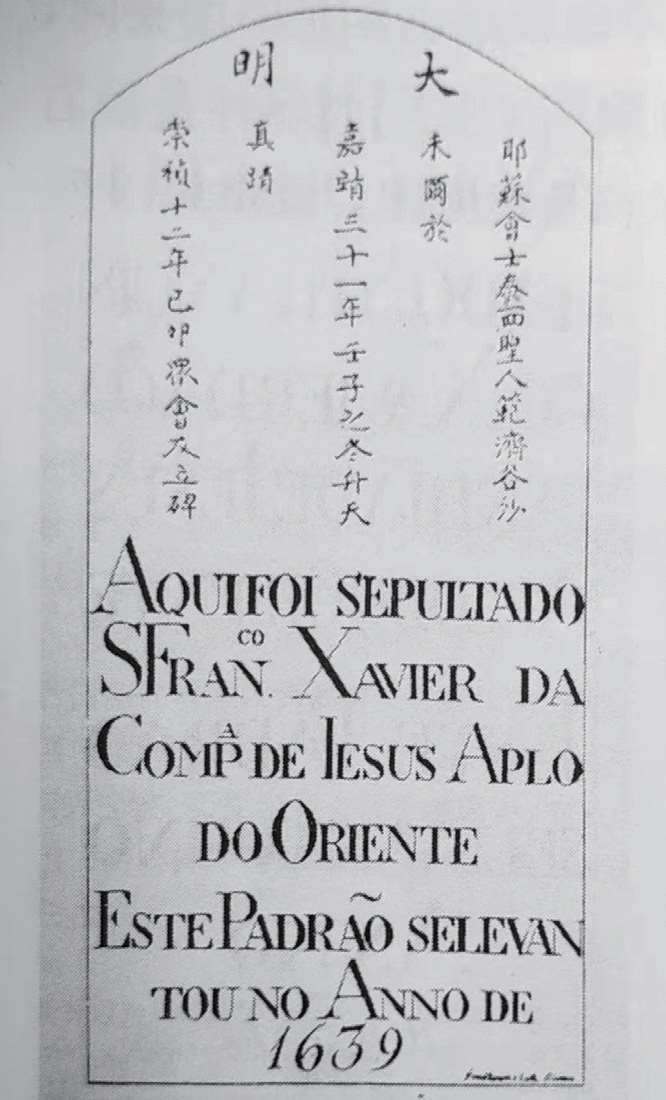 大明
耶蘇會士泰西聖人範濟谷沙
未爾於
嘉靖三十一年壬子之冬升天
真蹟
崇禎十二年己卯眾會友立碑
AQUI FOI SEPULTADO
S FRAN.CO XAVIER DA
COMPA DE IESUS APLO
DO ORIENTE
ESTE PADRÃO SE LEVAN
TOU NO ANNO DE
1639